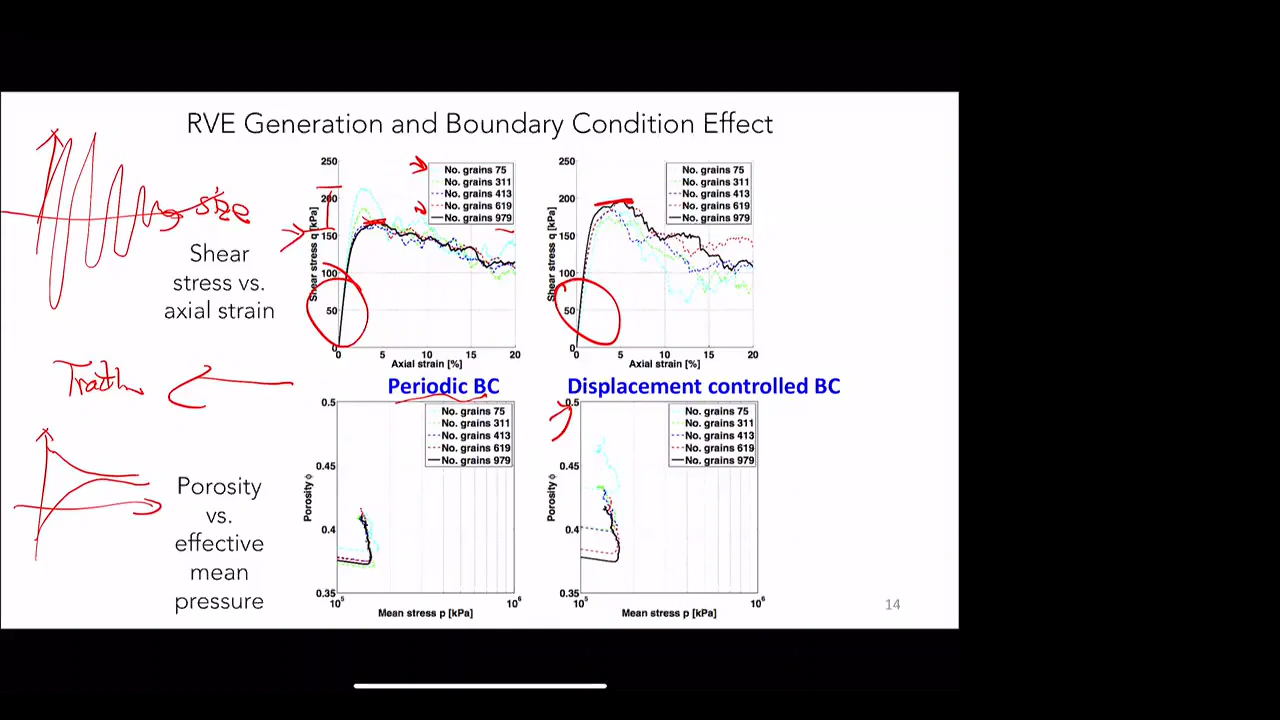 RVE Generation and Boundary Condition Effect
size
Shear
stress vs.
axial strain
Shear stress q [kPa]
250
200
150
100
50
0
No. grains 75
No. grains 311
No. grains 413
No. grains 619
No. grains 979
0 5 10 15 20
Axial strain [%]
Periodic BC
Shear stress q [kPa]
250
200
150
100
50
0
No. grains 75
No. grains 311
No. grains 413
No. grains 619
No. grains 979
0 5 10 15 20
Axial strain [%]
Displacement controlled BC
Truth
Porosity
vs.
effective
mean
pressure
Porosity ϕ
0.5
0.45
0.4
0.35
No. grains 75
No. grains 311
No. grains 413
No. grains 619
No. grains 979
10⁵ 10⁶
Mean stress p [kPa]
Porosity ϕ
0.5
0.45
0.4
0.35
No. grains 75
No. grains 311
No. grains 413
No. grains 619
No. grains 979
10⁵ 10⁶
Mean stress p [kPa]
14